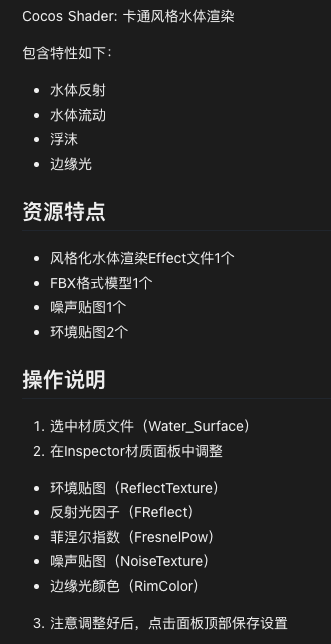 Cocos Shader: 卡通风格水体渲染
包含特性如下：
• 水体反射
• 水体流动
• 浮沫
• 边缘光
资源特点
• 风格化水体渲染Effect文件1个
• FBX格式模型1个
• 噪声贴图1个
• 环境贴图2个
操作说明
1. 选中材质文件（Water_Surface）
2. 在Inspector材质面板中调整
• 环境贴图（ReflectTexture）
• 反射光因子（FReflect）
• 菲涅尔指数（FresnelPow）
• 噪声贴图（NoiseTexture）
• 边缘光颜色（RimColor）
3. 注意调整好后，点击面板顶部保存设置